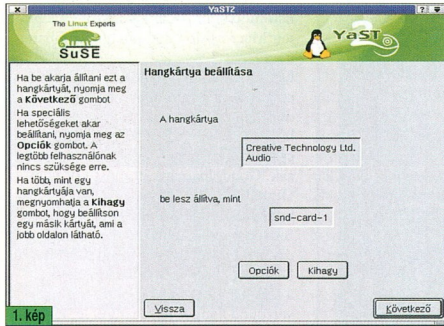 YaST2
The Linux Experts
SuSE
YaST
2
Ha be akarja állítani ezt a
hangkártyát, nyomja meg
a Következő gombot
Ha speciális
lehetőségeket akar
beállítani, nyomja meg az
Opciók gombot. A
legtöbb felhasználónak
nincs szüksége erre.
Ha több, mint egy
hangkártyája van,
megnyomhatja a Kihagy
gombot, hogy beállítson
egy másik kártyát, ami a
jobb oldalon látható.
Hangkártya beállítása
A hangkártya
Creative Technology Ltd.
Audio
be lesz állítva, mint
snd-card-1
Opciók
Kihagy
Vissza
Következő
1. kép